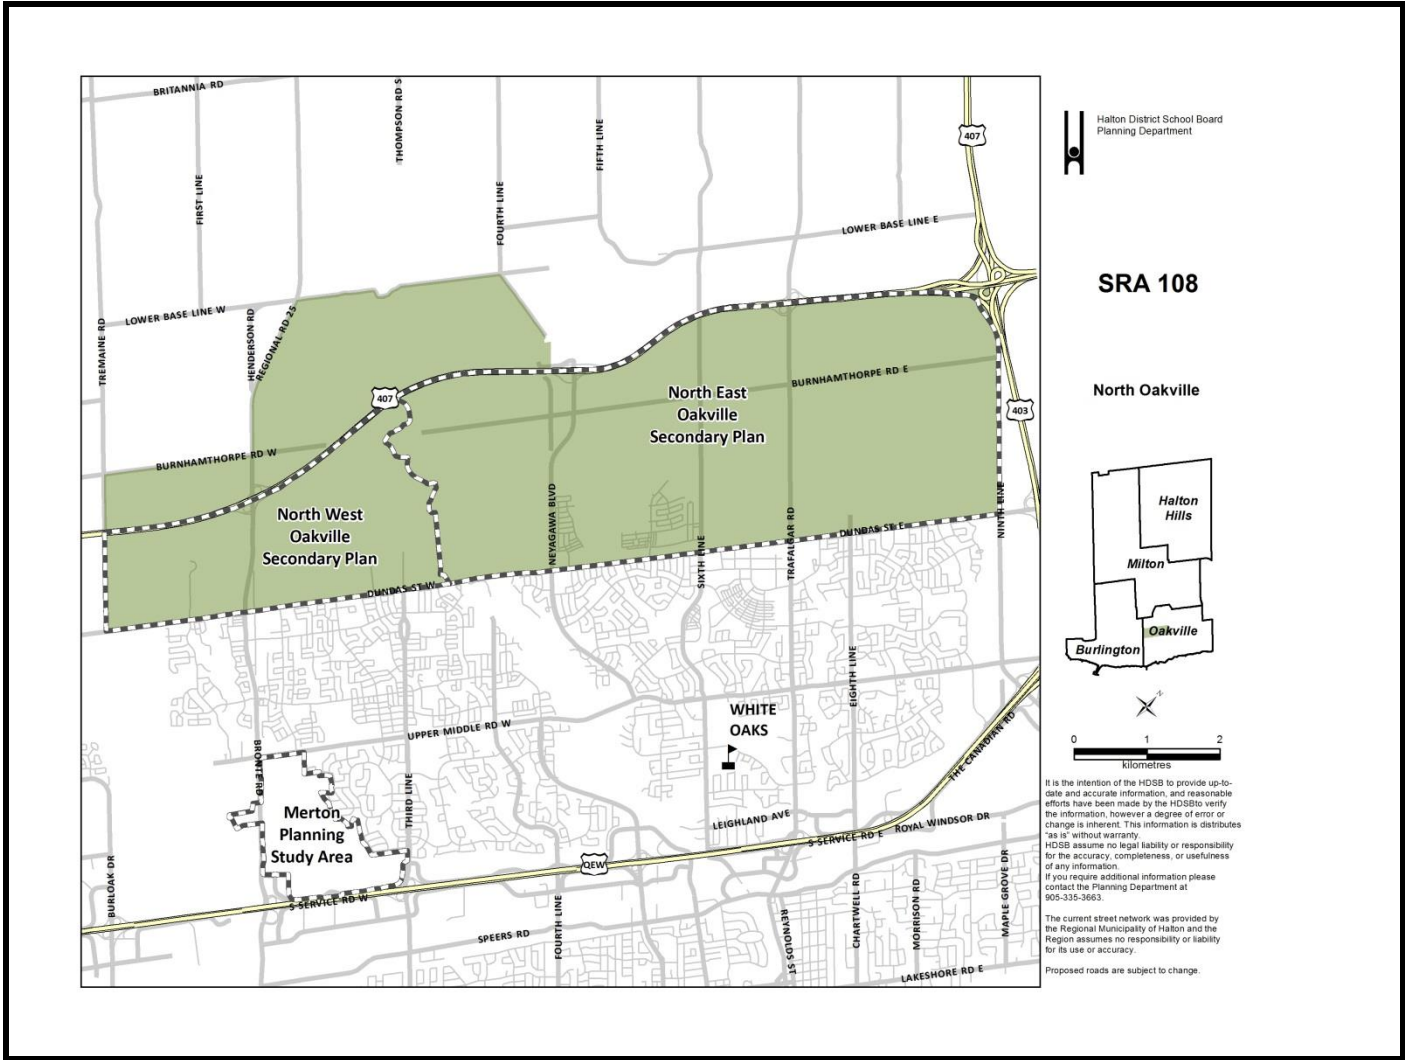 BRITANNIA RD
THOMPSON RD S
FIRST LINE
FOURTH LINE
FIFTH LINE
407
LOWER BASE LINE E
LOWER BASE LINE W
TREMAINE RD
HENDERSON RD
REGIONAL RD 25
407
403
BURNHAMTHORPE RD E
North East
Oakville
Secondary Plan
BURNHAMTHORPE RD W
North West
Oakville
Secondary Plan
NEYAGAWA BLVD
SIXTH LINE
TRAFALGAR RD
DUNDAS ST E
NINTH LINE
DUNDAS ST W
EIGHTH LINE
WHITE
OAKS
UPPER MIDDLE RD W
BRONTE RD
THIRD LINE
THE CANADIAN RD
Merton
Planning
Study Area
LEIGHLAND AVE
S SERVICE RD E
ROYAL WINDSOR DR
QEW
BURLOAK DR
S SERVICE RD W
SPEERS RD
FOURTH LINE
REYNOLDS ST
CHARTWELL RD
MORRISON RD
MAPLE GROVE DR
LAKESHORE RD E
Halton District School Board
Planning Department
SRA 108
North Oakville
Halton
Hills
Milton
Oakville
Burlington
N
0 1 2
kilometres
It is the intention of the HDSB to provide up-to-
date and accurate information, and reasonable
efforts have been made by the HDSBto verify
the information, however a degree of error or
change is inherent. This information is distributes
"as is" without warranty.
HDSB assume no legal liability or responsibility
for the accuracy, completeness, or usefulness
of any information.
If you require additional information please
contact the Planning Department at
905-335-3663.
The current street network was provided by
the Regional Municipality of Halton and the
Region assumes no responsibility or liability
for its use or accuracy.
Proposed roads are subject to change.